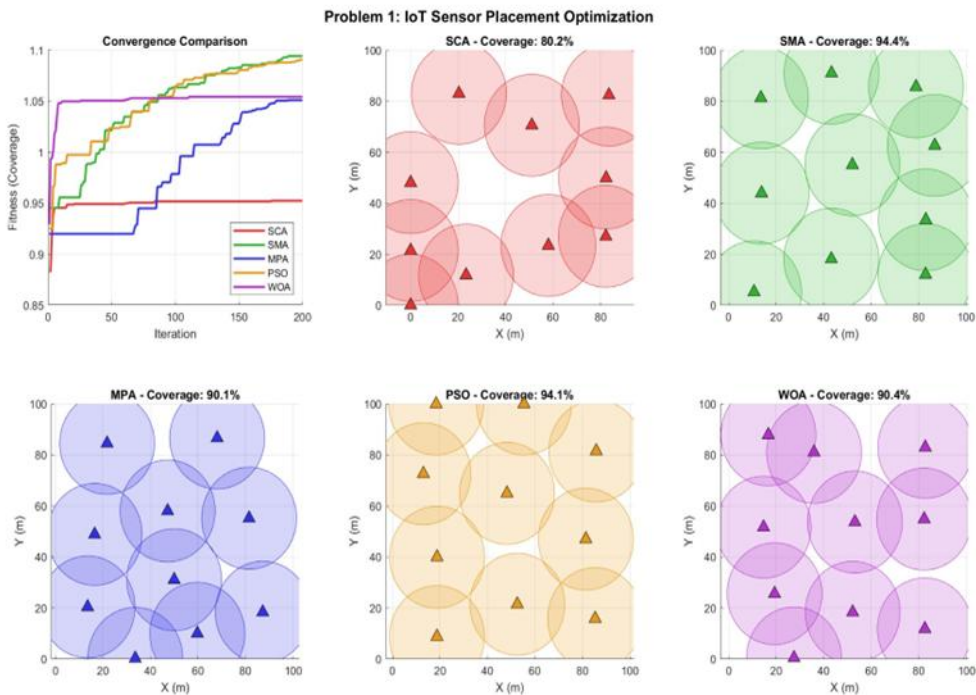 Problem 1: IoT Sensor Placement Optimization
Convergence Comparison
Fitness (Coverage)
1.1
1.05
1
0.95
0.9
0.85
0 50 100 150 200
Iteration
SCA
SMA
MPA
PSO
WOA
SCA - Coverage: 80.2%
Y (m)
100
80
60
40
20
0
0 20 40 60 80
X (m)
SMA - Coverage: 94.4%
Y (m)
100
80
60
40
20
0
0 20 40 60 80 100
X (m)
MPA - Coverage: 90.1%
Y (m)
100
80
60
40
20
0
0 20 40 60 80 100
X (m)
PSO - Coverage: 94.1%
Y (m)
100
80
60
40
20
0
0 20 40 60 80 100
X (m)
WOA - Coverage: 90.4%
Y (m)
100
80
60
40
20
0
0 20 40 60 80 100
X (m)